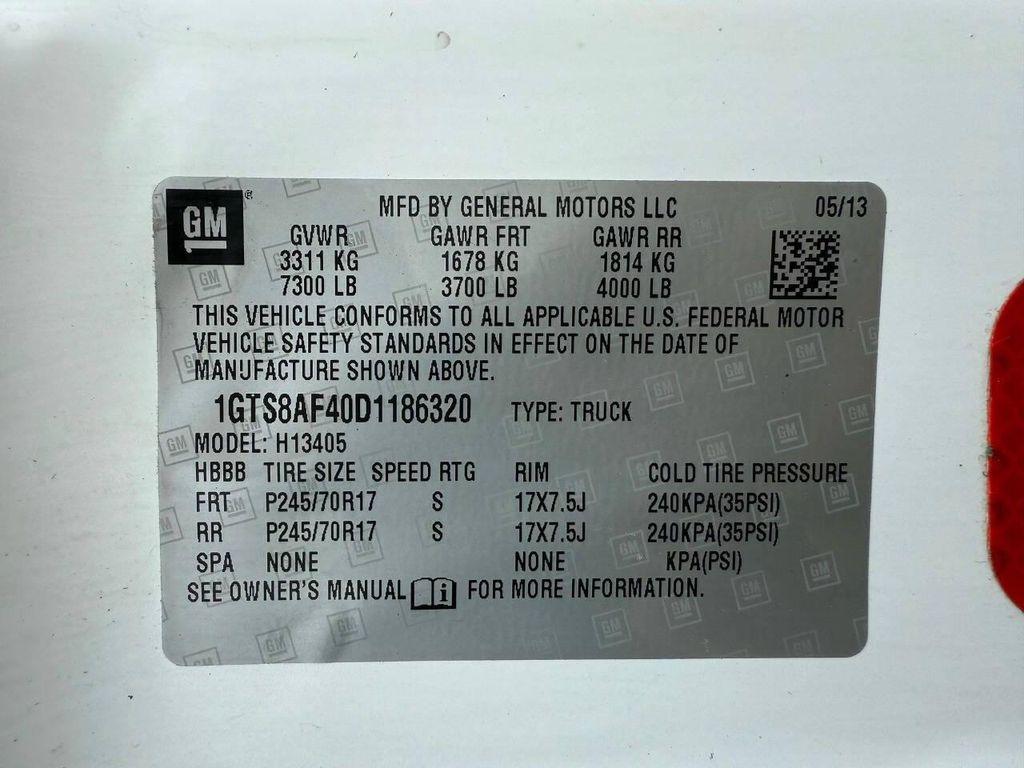 GM® MFD BY GENERAL MOTORS LLC 05/13
GVWR GAWR FRT GAWR RR
3311 KG 1678 KG 1814 KG
7300 LB 3700 LB 4000 LB
THIS VEHICLE CONFORMS TO ALL APPLICABLE U.S. FEDERAL MOTOR
VEHICLE SAFETY STANDARDS IN EFFECT ON THE DATE OF
MANUFACTURE SHOWN ABOVE.
1GTS8AF40D1186320 TYPE: TRUCK
MODEL: H13405
HBBB TIRE SIZE SPEED RTG RIM COLD TIRE PRESSURE
FRT P245/70R17 S 17X7.5J 240KPA(35PSI)
RR P245/70R17 S 17X7.5J 240KPA(35PSI)
SPA NONE NONE KPA(PSI)
SEE OWNER'S MANUAL i FOR MORE INFORMATION.